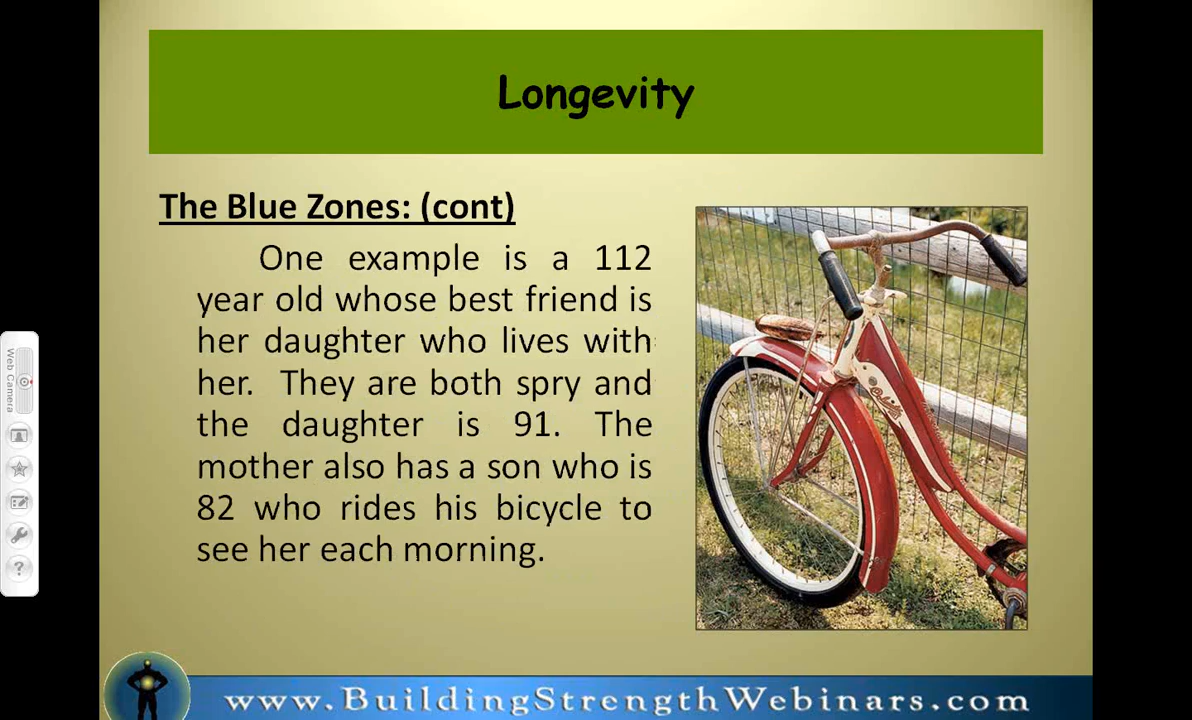 Longevity
The Blue Zones: (cont)
One example is a 112
year old whose best friend is
her daughter who lives with
her. They are both spry and
the daughter is 91. The
mother also has a son who is
82 who rides his bicycle to
see her each morning.
Web Camera
?
www.BuildingStrengthWebinars.com